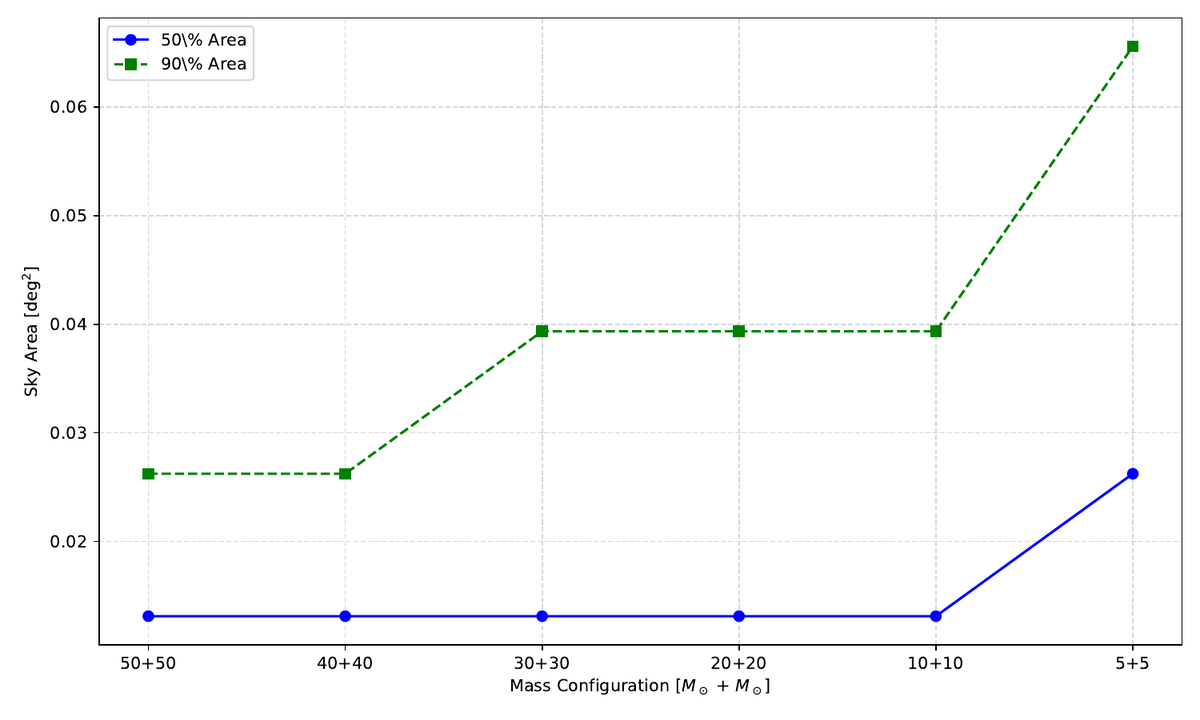 50\% Area
90\% Area
0.06
0.05
0.04
0.03
0.02
Sky Area [deg²]
50+50 40+40 30+30 20+20 10+10 5+5
Mass Configuration [M⊙ + M⊙]